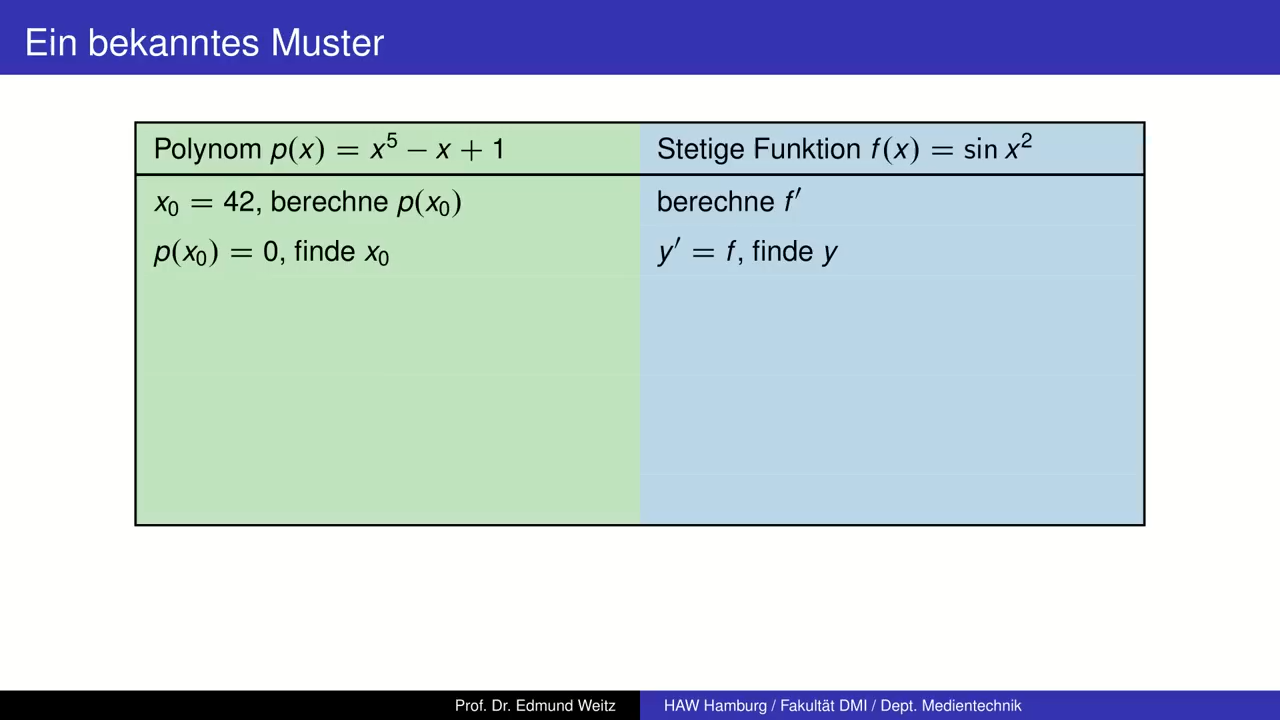 Ein bekanntes Muster
Polynom p(x) = x⁵ − x + 1
Stetige Funktion f(x) = sin x²
x₀ = 42, berechne p(x₀)
berechne f′
p(x₀) = 0, finde x₀
y′ = f, finde y
Prof. Dr. Edmund Weitz
HAW Hamburg / Fakultät DMI / Dept. Medientechnik